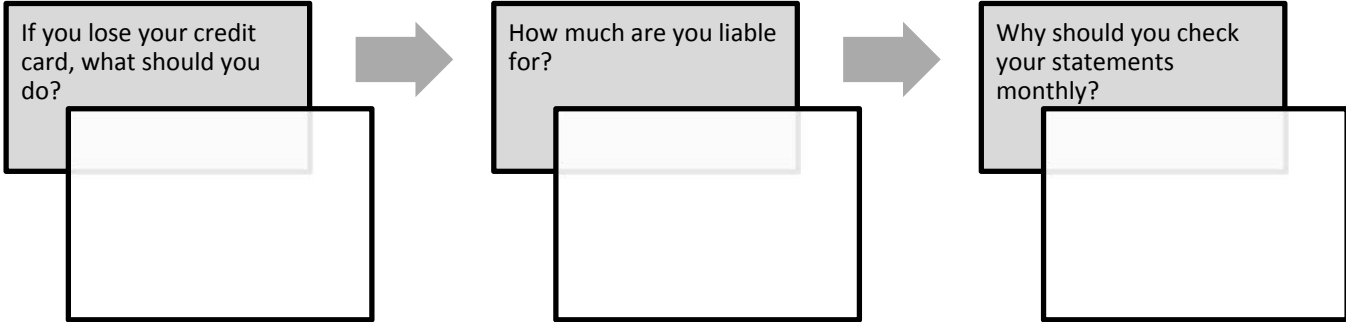 If you lose your credit
card, what should you
do?
How much are you liable
for?
Why should you check
your statements
monthly?